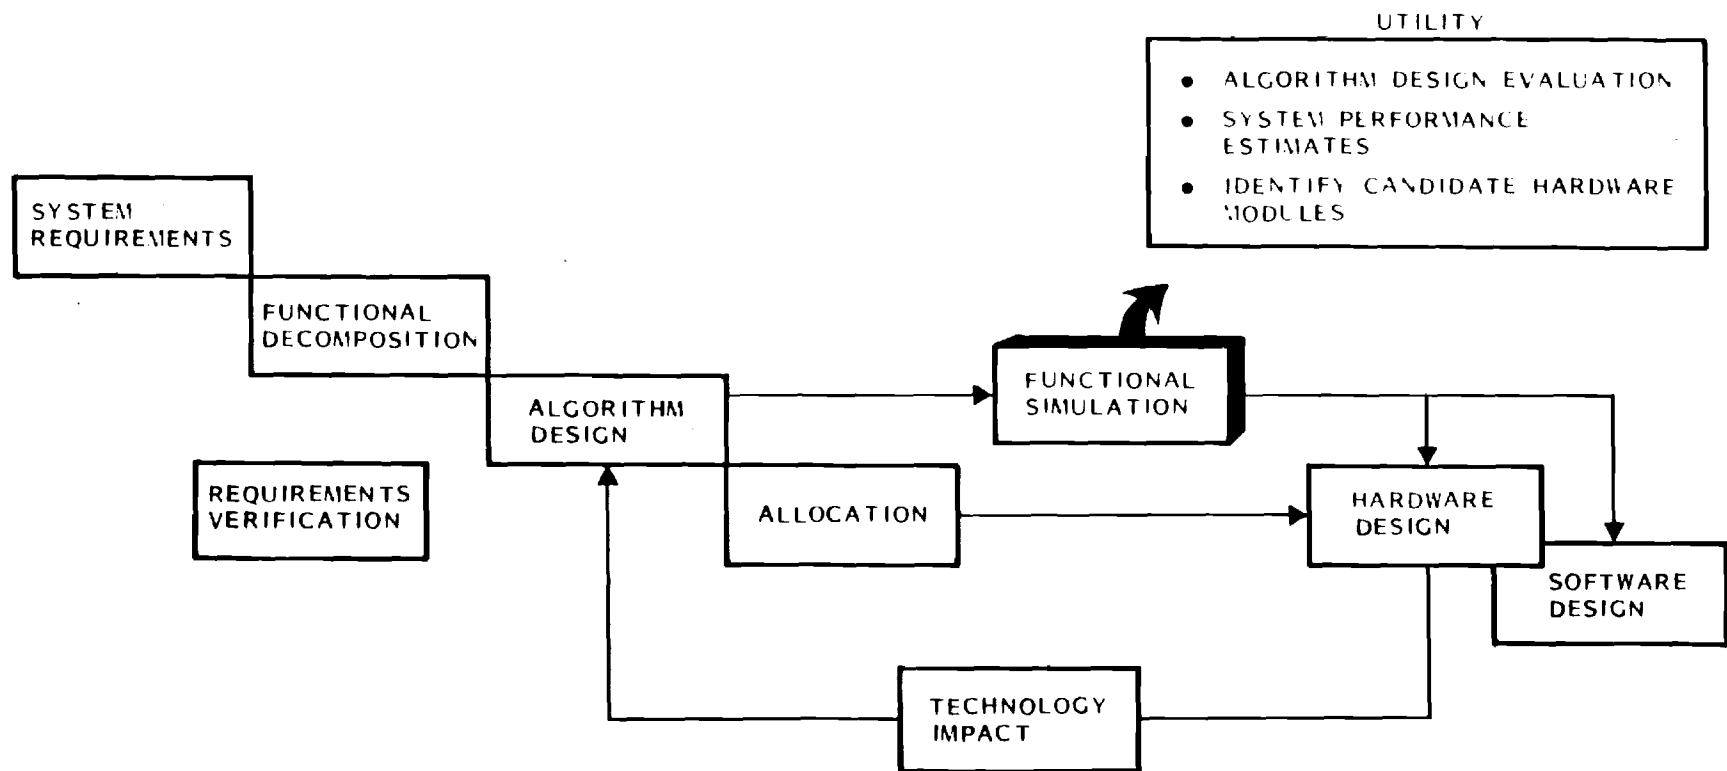 UTILITY
• ALGORITHM DESIGN EVALUATION
• SYSTEM PERFORMANCE
ESTIMATES
• IDENTIFY CANDIDATE HARDWARE
MODULES
SYSTEM
REQUIREMENTS
FUNCTIONAL
DECOMPOSITION
ALGORITHM
DESIGN
FUNCTIONAL
SIMULATION
REQUIREMENTS
VERIFICATION
ALLOCATION
HARDWARE
DESIGN
SOFTWARE
DESIGN
TECHNOLOGY
IMPACT